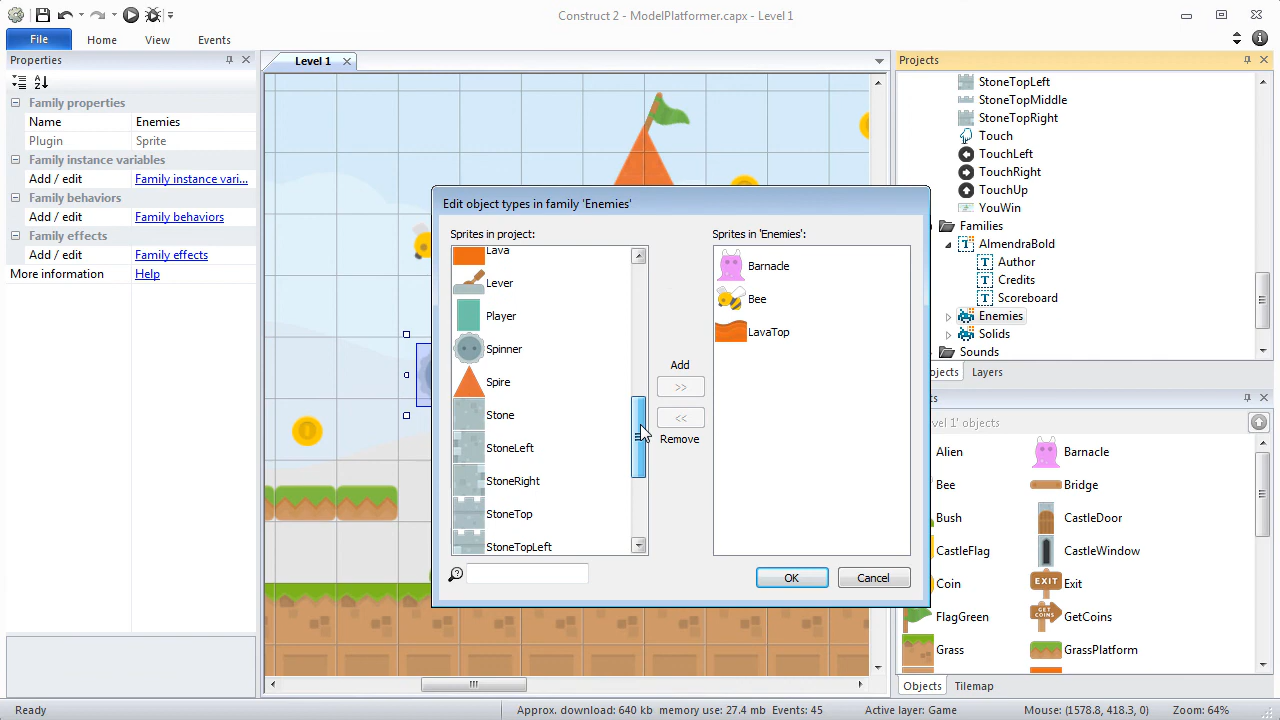 Construct 2 - ModelPlatformer.capx - Level 1
File
Home
View
Events
Properties
Family properties
Name
Enemies
Plugin
Sprite
Family instance variables
Add / edit
Family instance vari...
Family behaviors
Add / edit
Family behaviors
Family effects
Add / edit
Family effects
More information
Help
Level 1
Edit object types in family 'Enemies'
Sprites in project:
Lava
Lever
Player
Spinner
Spire
Stone
StoneLeft
StoneRight
StoneTop
StoneTopLeft
Add
>>
<<
Remove
Sprites in 'Enemies':
Barnacle
Bee
LavaTop
OK
Cancel
Projects
StoneTopLeft
StoneTopMiddle
StoneTopRight
Touch
TouchLeft
TouchRight
TouchUp
YouWin
Families
AlmendraBold
Author
Credits
Scoreboard
Enemies
Solids
Sounds
ojects
Layers
ts
l 1' objects
Alien
Barnacle
Bee
Bridge
Bush
CastleDoor
CastleFlag
CastleWindow
Coin
EXIT
Exit
FlagGreen
GET COINS
GetCoins
Grass
GrassPlatform
Objects
Tilemap
Ready
Approx. download: 640 kb
memory use: 27.4 mb
Events: 45
Active layer: Game
Mouse: (1578.8, 418.3, 0)
Zoom: 64%